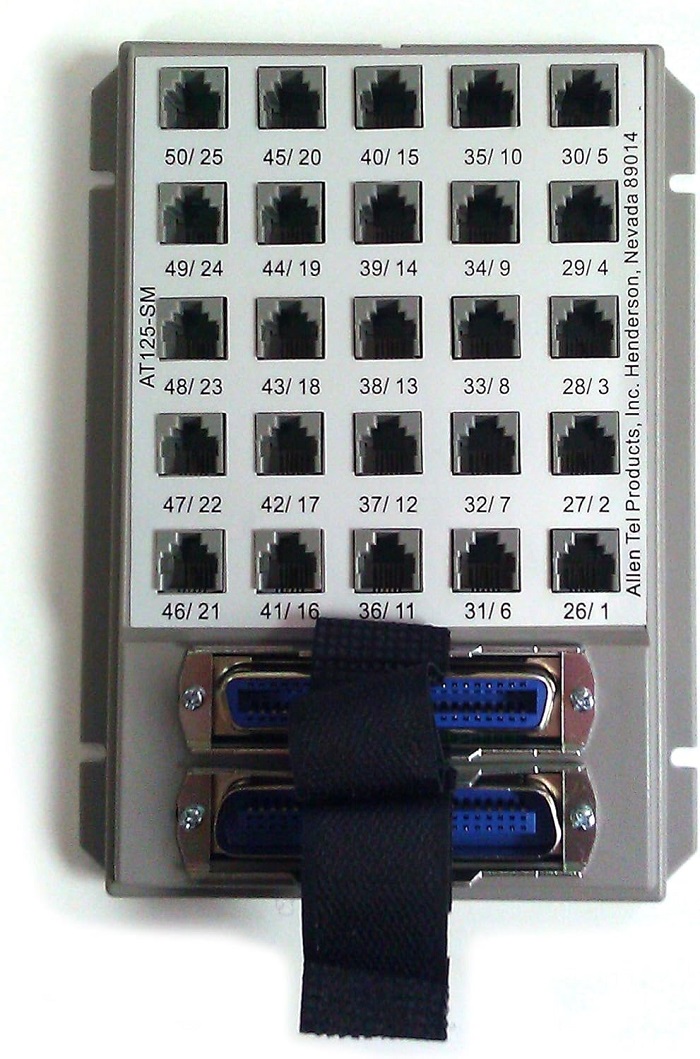 50/ 25 45/ 20 40/ 15 35/ 10 30/ 5
49/ 24 44/ 19 39/ 14 34/ 9 29/ 4
48/ 23 43/ 18 38/ 13 33/ 8 28/ 3
47/ 22 42/ 17 37/ 12 32/ 7 27/ 2
46/ 21 41/ 16 36/ 11 31/ 6 26/ 1
AT125-SM
Allen Tel Products, Inc. Henderson, Nevada 89014